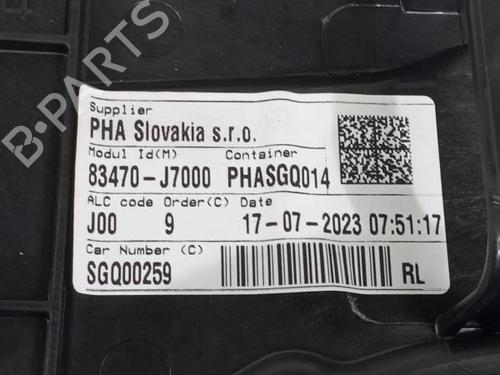 B-PARTS
Supplier
PHA Slovakia s.r.o.
Modul Id(M) Container
83470-J7000 PHASGQ014
ALC code Order(C) Date
J00 9 17-07-2023 07:51:17
Car Number (C)
SGQ00259 RL